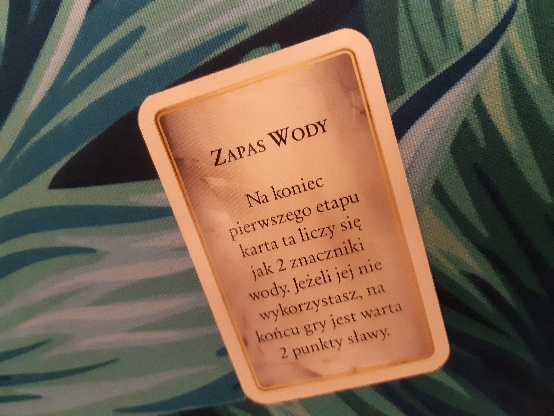 ZAPAS WODY
Na koniec
pierwszego etapu
karta ta liczy się
jak 2 znaczniki
wody. Jeżeli jej nie
wykorzystasz, na
końcu gry jest warta
2 punkty sławy.